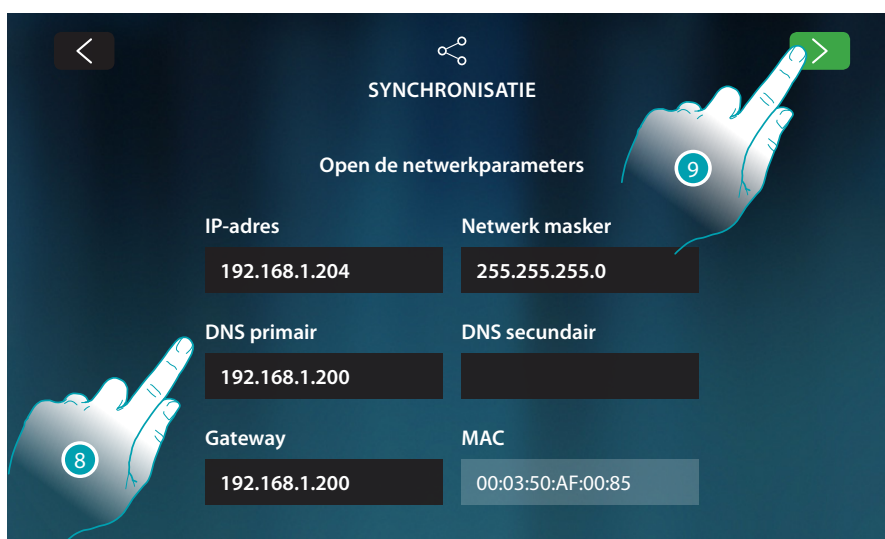 SYNCHRONISATIE
Open de netwerkparameters
9
IP-adres
Netwerk masker
192.168.1.204
255.255.255.0
DNS primair
DNS secundair
192.168.1.200
Gateway
MAC
8
192.168.1.200
00:03:50:AF:00:85